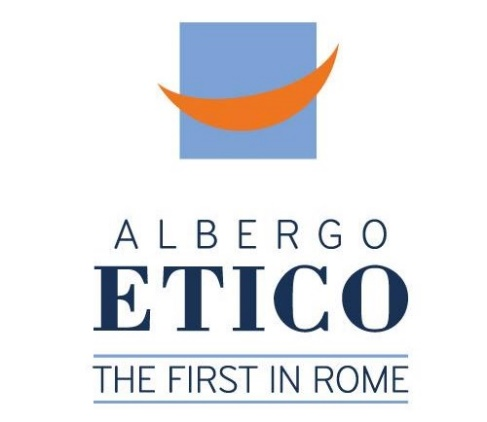 ALBERGO
ETICO
THE FIRST IN ROME